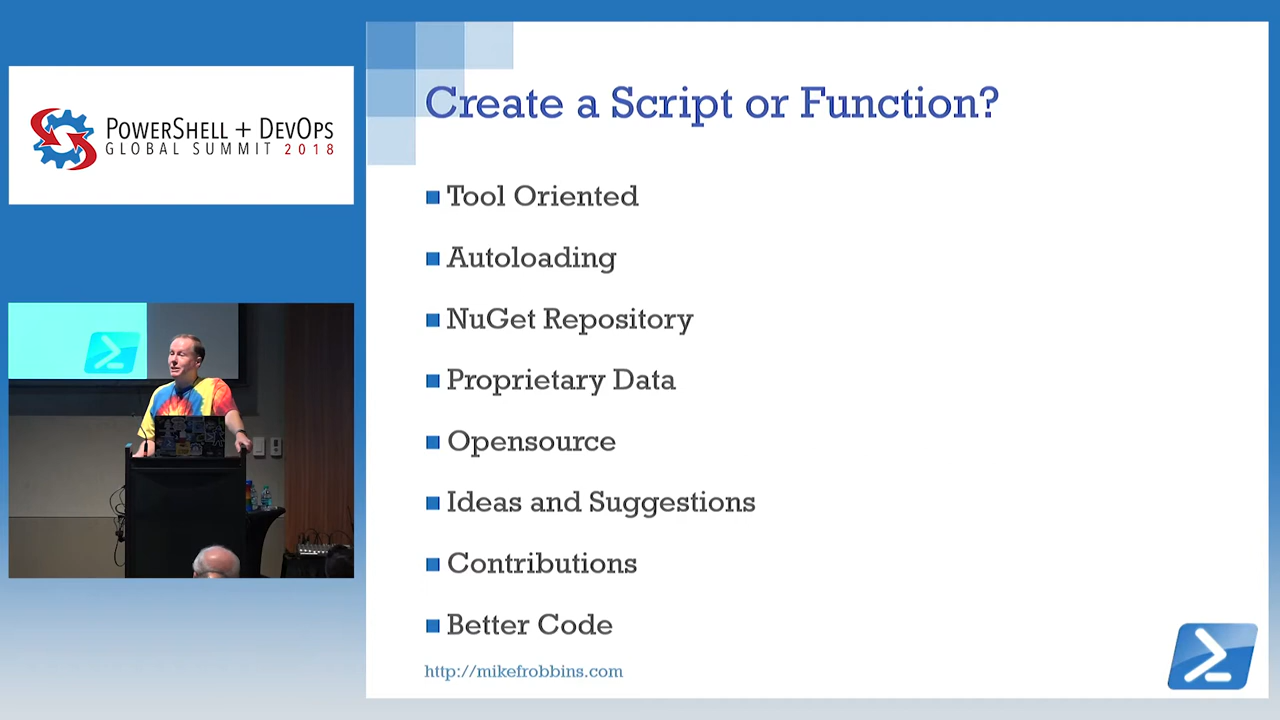 POWERSHELL + DEVOPS
GLOBAL SUMMIT 2018
Create a Script or Function?
Tool Oriented
Autoloading
NuGet Repository
Proprietary Data
Opensource
Ideas and Suggestions
Contributions
Better Code
http://mikefrobbins.com